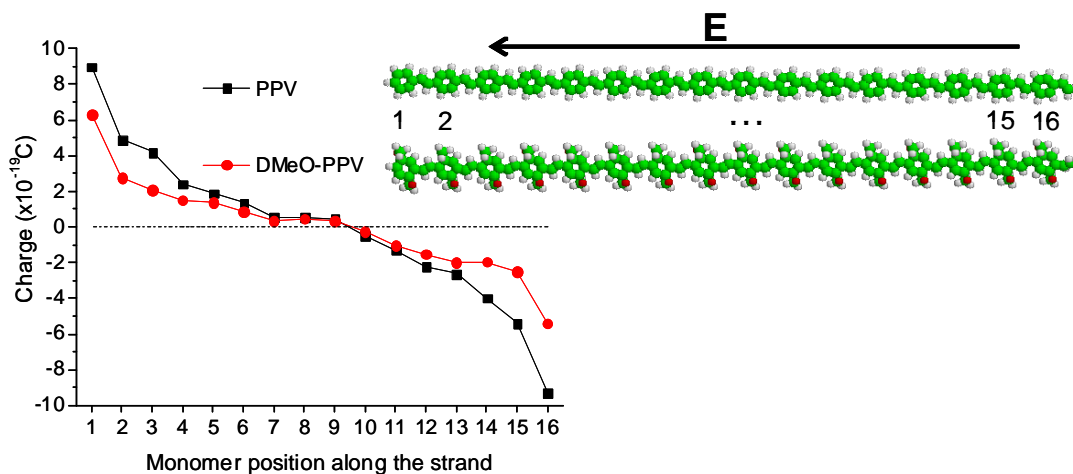 E
PPV
DMeO-PPV
Charge (x10⁻¹⁹C)
10
8
6
4
2
0
-2
-4
-6
-8
-10
1 2 3 4 5 6 7 8 9 10 11 12 13 14 15 16
Monomer position along the strand
1 2 ... 15 16